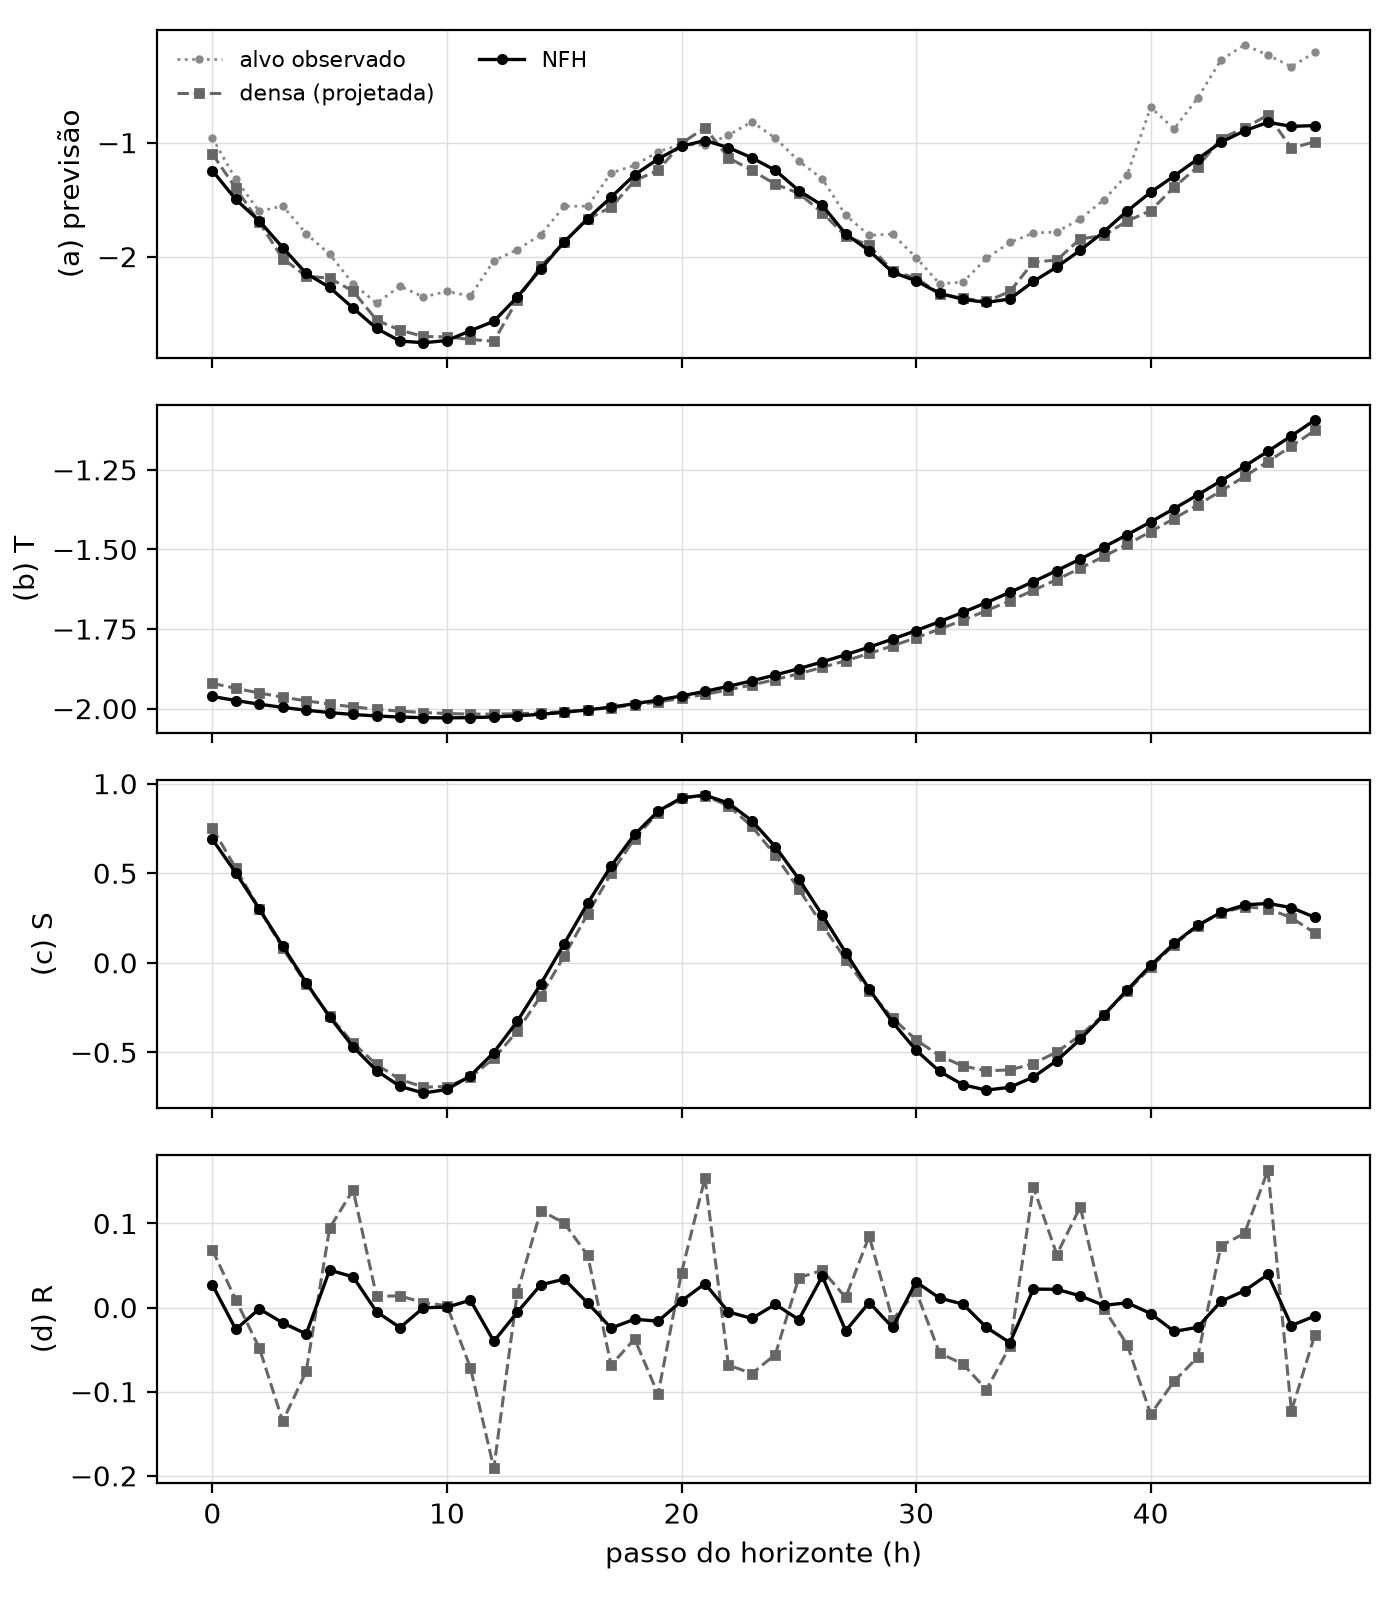 alvo observado
densa (projetada)
NFH
(a) previsão
−1
−2
(b) T
−1.25
−1.50
−1.75
−2.00
(c) S
1.0
0.5
0.0
−0.5
(d) R
0.1
0.0
−0.1
−0.2
0 10 20 30 40
passo do horizonte (h)